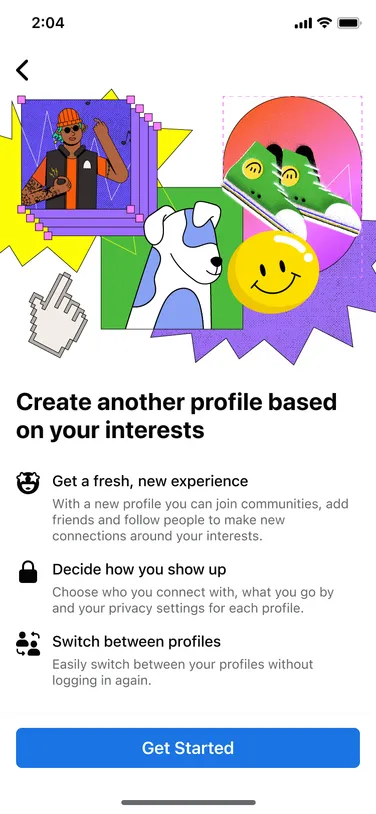 2:04
Create another profile based
on your interests
Get a fresh, new experience
With a new profile you can join communities, add
friends and follow people to make new
connections around your interests.
Decide how you show up
Choose who you connect with, what you go by
and your privacy settings for each profile.
Switch between profiles
Easily switch between your profiles without
logging in again.
Get Started